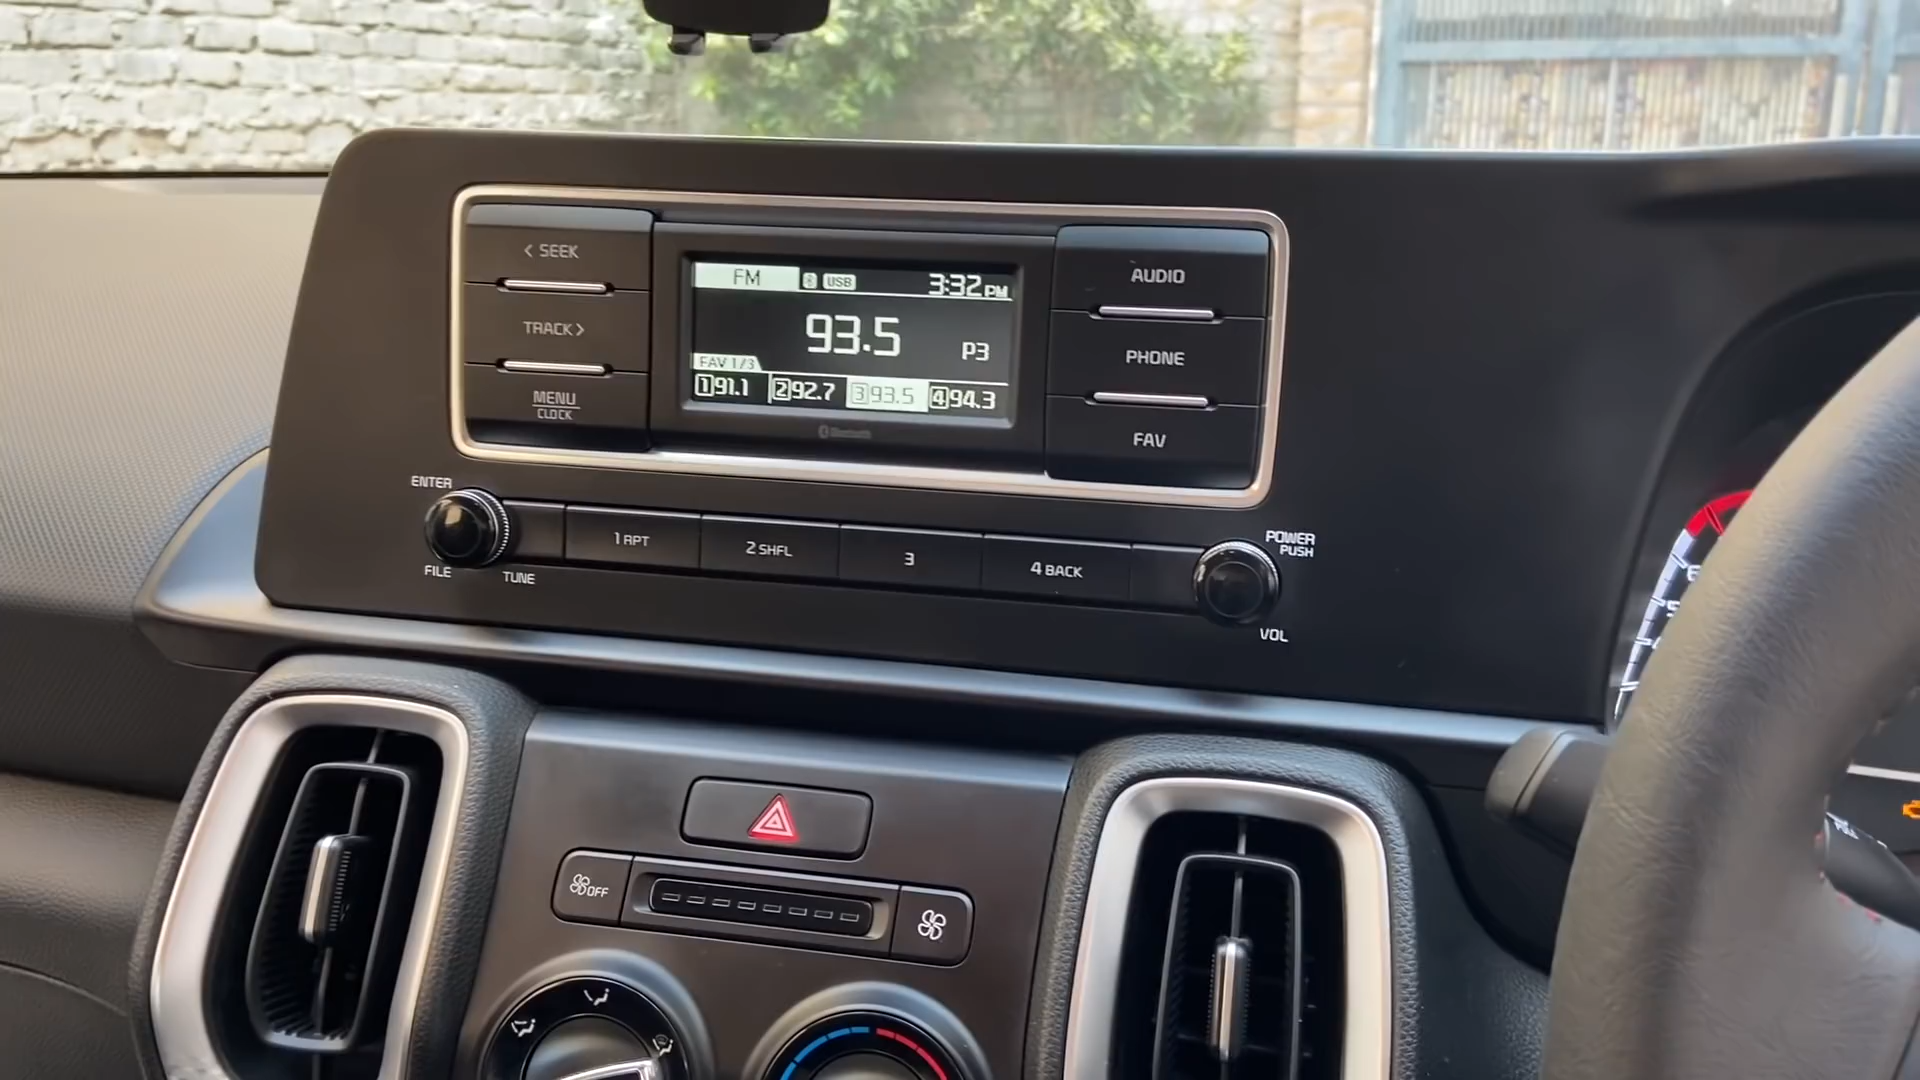 < SEEK
TRACK >
MENU
CLOCK
FM USB 3:32 PM
93.5
P3
FAV 1/3
1 91.1 2 92.7 3 93.5 4 94.3
Bluetooth
AUDIO
PHONE
FAV
ENTER
FILE
TUNE
1 RPT
2 SHFL
3
4 BACK
POWER
PUSH
VOL
OFF